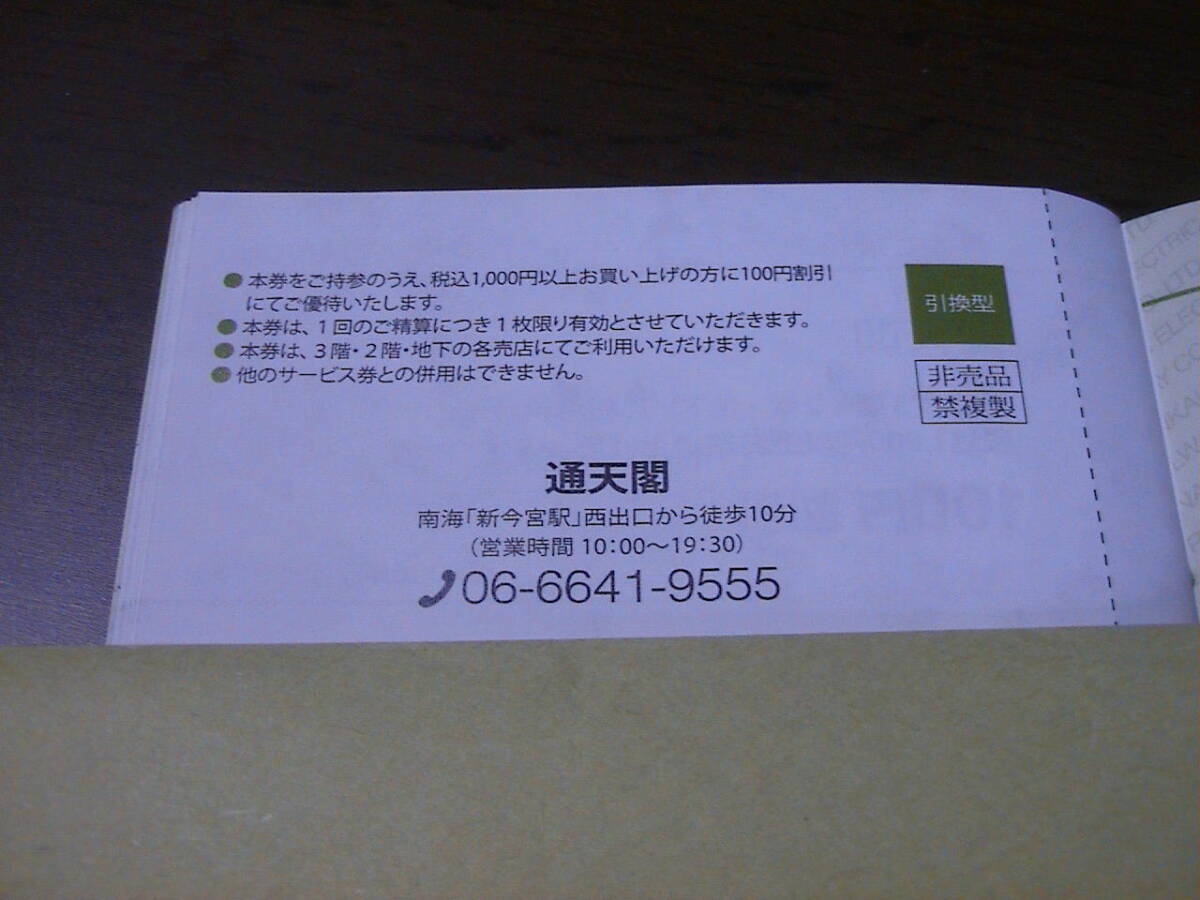 ●本券をご持参のうえ、税込1,000円以上お買い上げの方に100円割引
にてご優待いたします。
●本券は、1回のご精算につき1枚限り有効とさせていただきます。
●本券は、3階・2階・地下の各売店にてご利用いただけます。
●他のサービス券との併用はできません。
引換型
非売品
禁複製
通天閣
南海「新今宮駅」西出口から徒歩10分
（営業時間 10:00〜19:30）
06-6641-9555